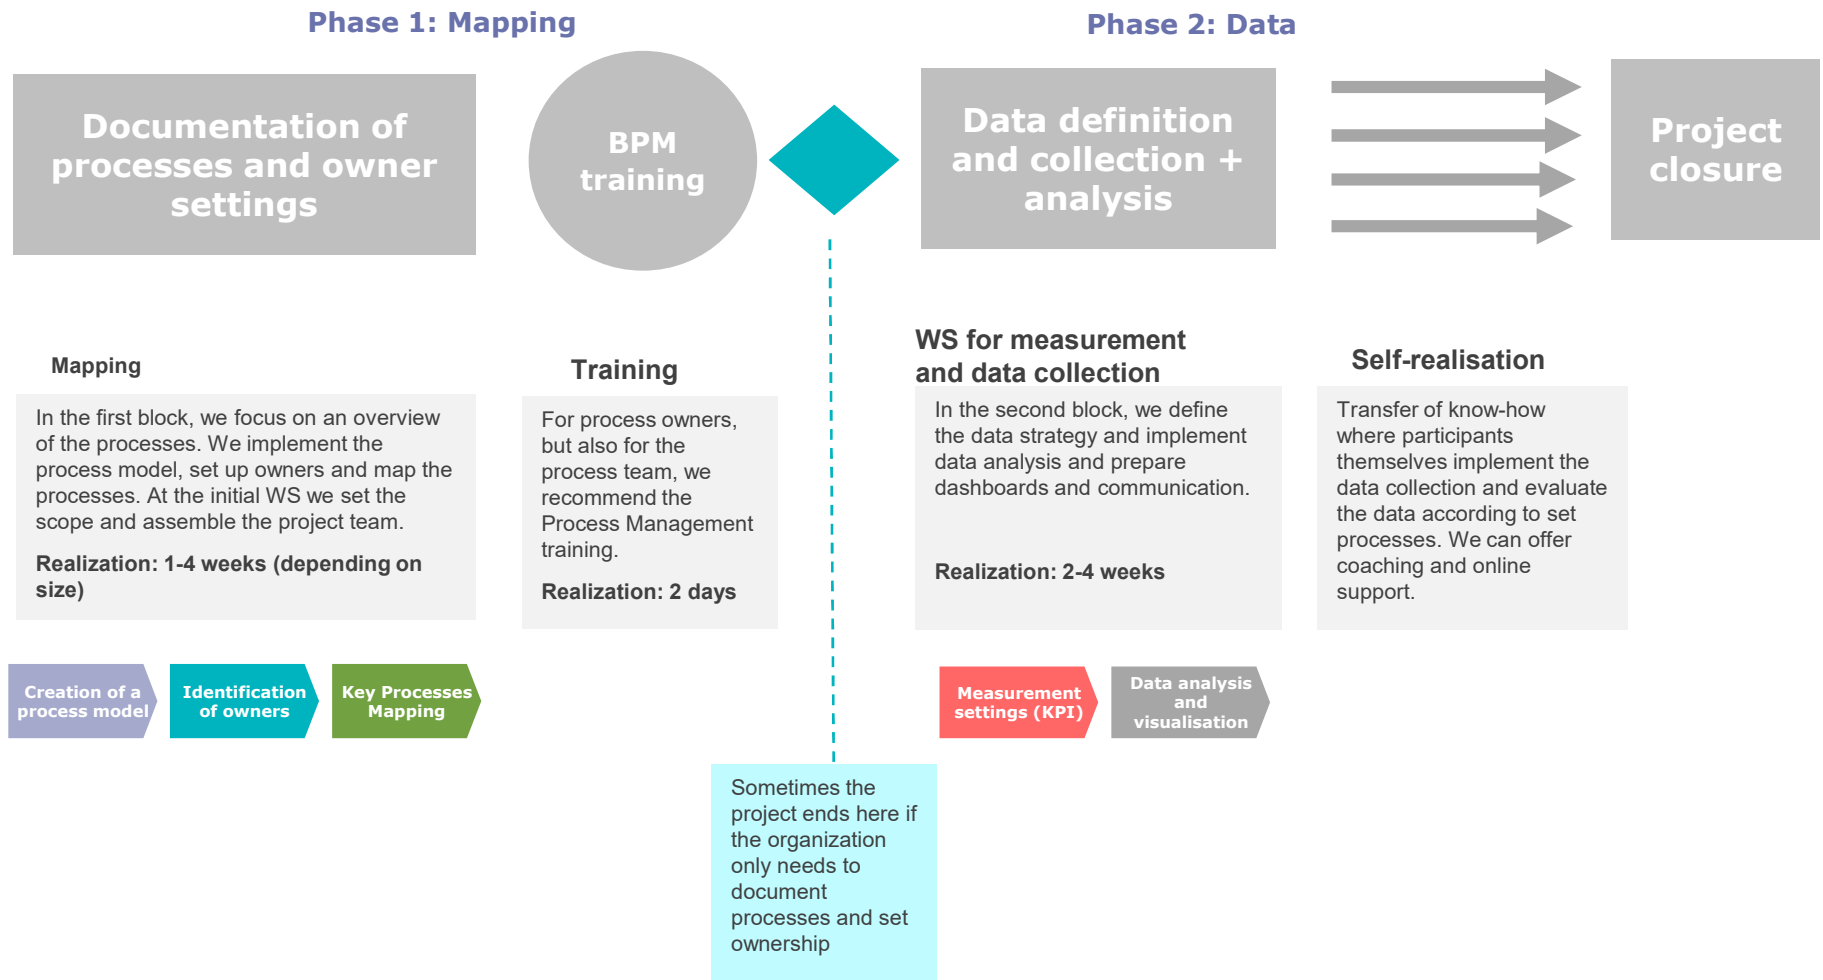 Phase 1: Mapping
Phase 2: Data
Documentation of
processes and owner
settings
BPM
training
Data definition
and collection +
analysis
Project
closure
Mapping
In the first block, we focus on an overview
of the processes. We implement the
process model, set up owners and map the
processes. At the initial WS we set the
scope and assemble the project team.
Realization: 1-4 weeks (depending on
size)
Training
For process owners,
but also for the
process team, we
recommend the
Process Management
training.
Realization: 2 days
WS for measurement
and data collection
In the second block, we define
the data strategy and implement
data analysis and prepare
dashboards and communication.
Realization: 2-4 weeks
Self-realisation
Transfer of know-how
where participants
themselves implement the
data collection and evaluate
the data according to set
processes. We can offer
coaching and online
support.
Creation of a
process model
Identification
of owners
Key Processes
Mapping
Measurement
settings (KPI)
Data analysis
and
visualisation
Sometimes the
project ends here if
the organization
only needs to
document
processes and set
ownership